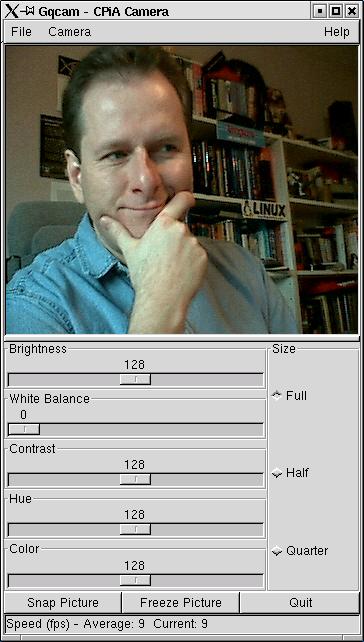 Gqcam - CPiA Camera
File Camera Help
LINUX
Brightness
128
White Balance
0
Contrast
128
Hue
128
Color
128
Size
Full
Half
Quarter
Snap Picture Freeze Picture Quit
Speed (fps) - Average: 9 Current: 9